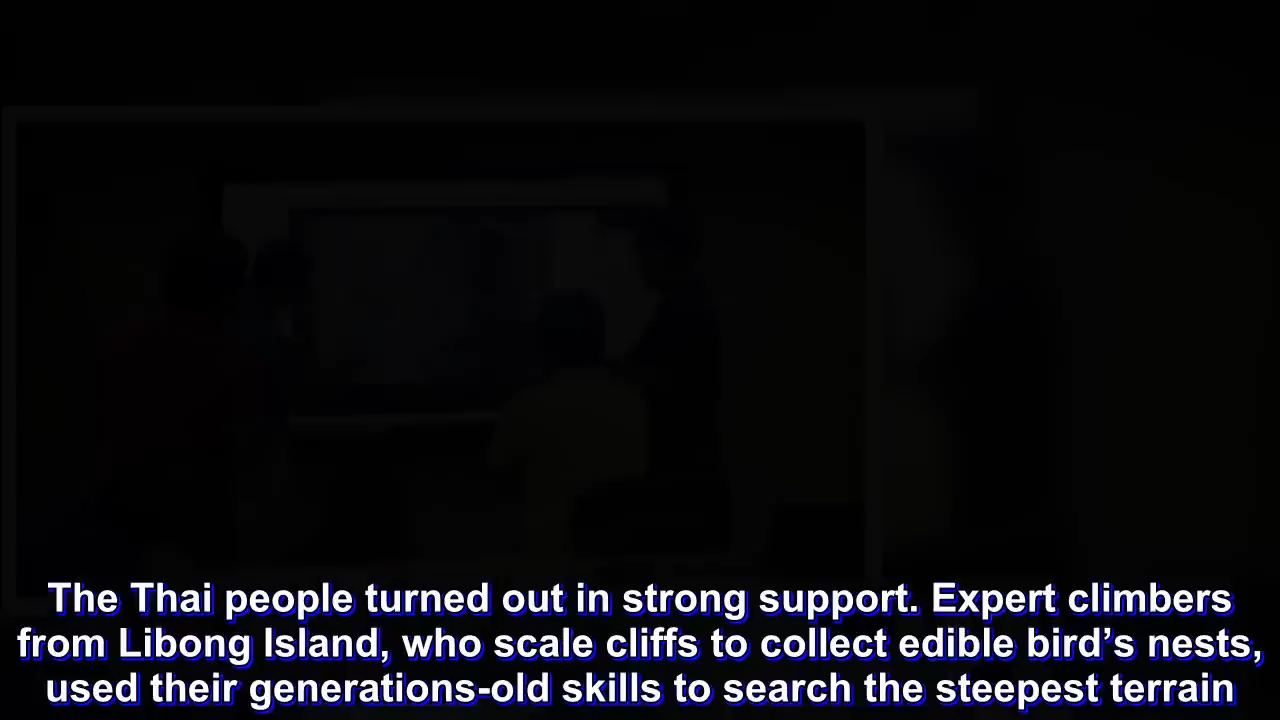 The Thai people turned out in strong support. Expert climbers
from Libong Island, who scale cliffs to collect edible bird’s nests,
used their generations-old skills to search the steepest terrain